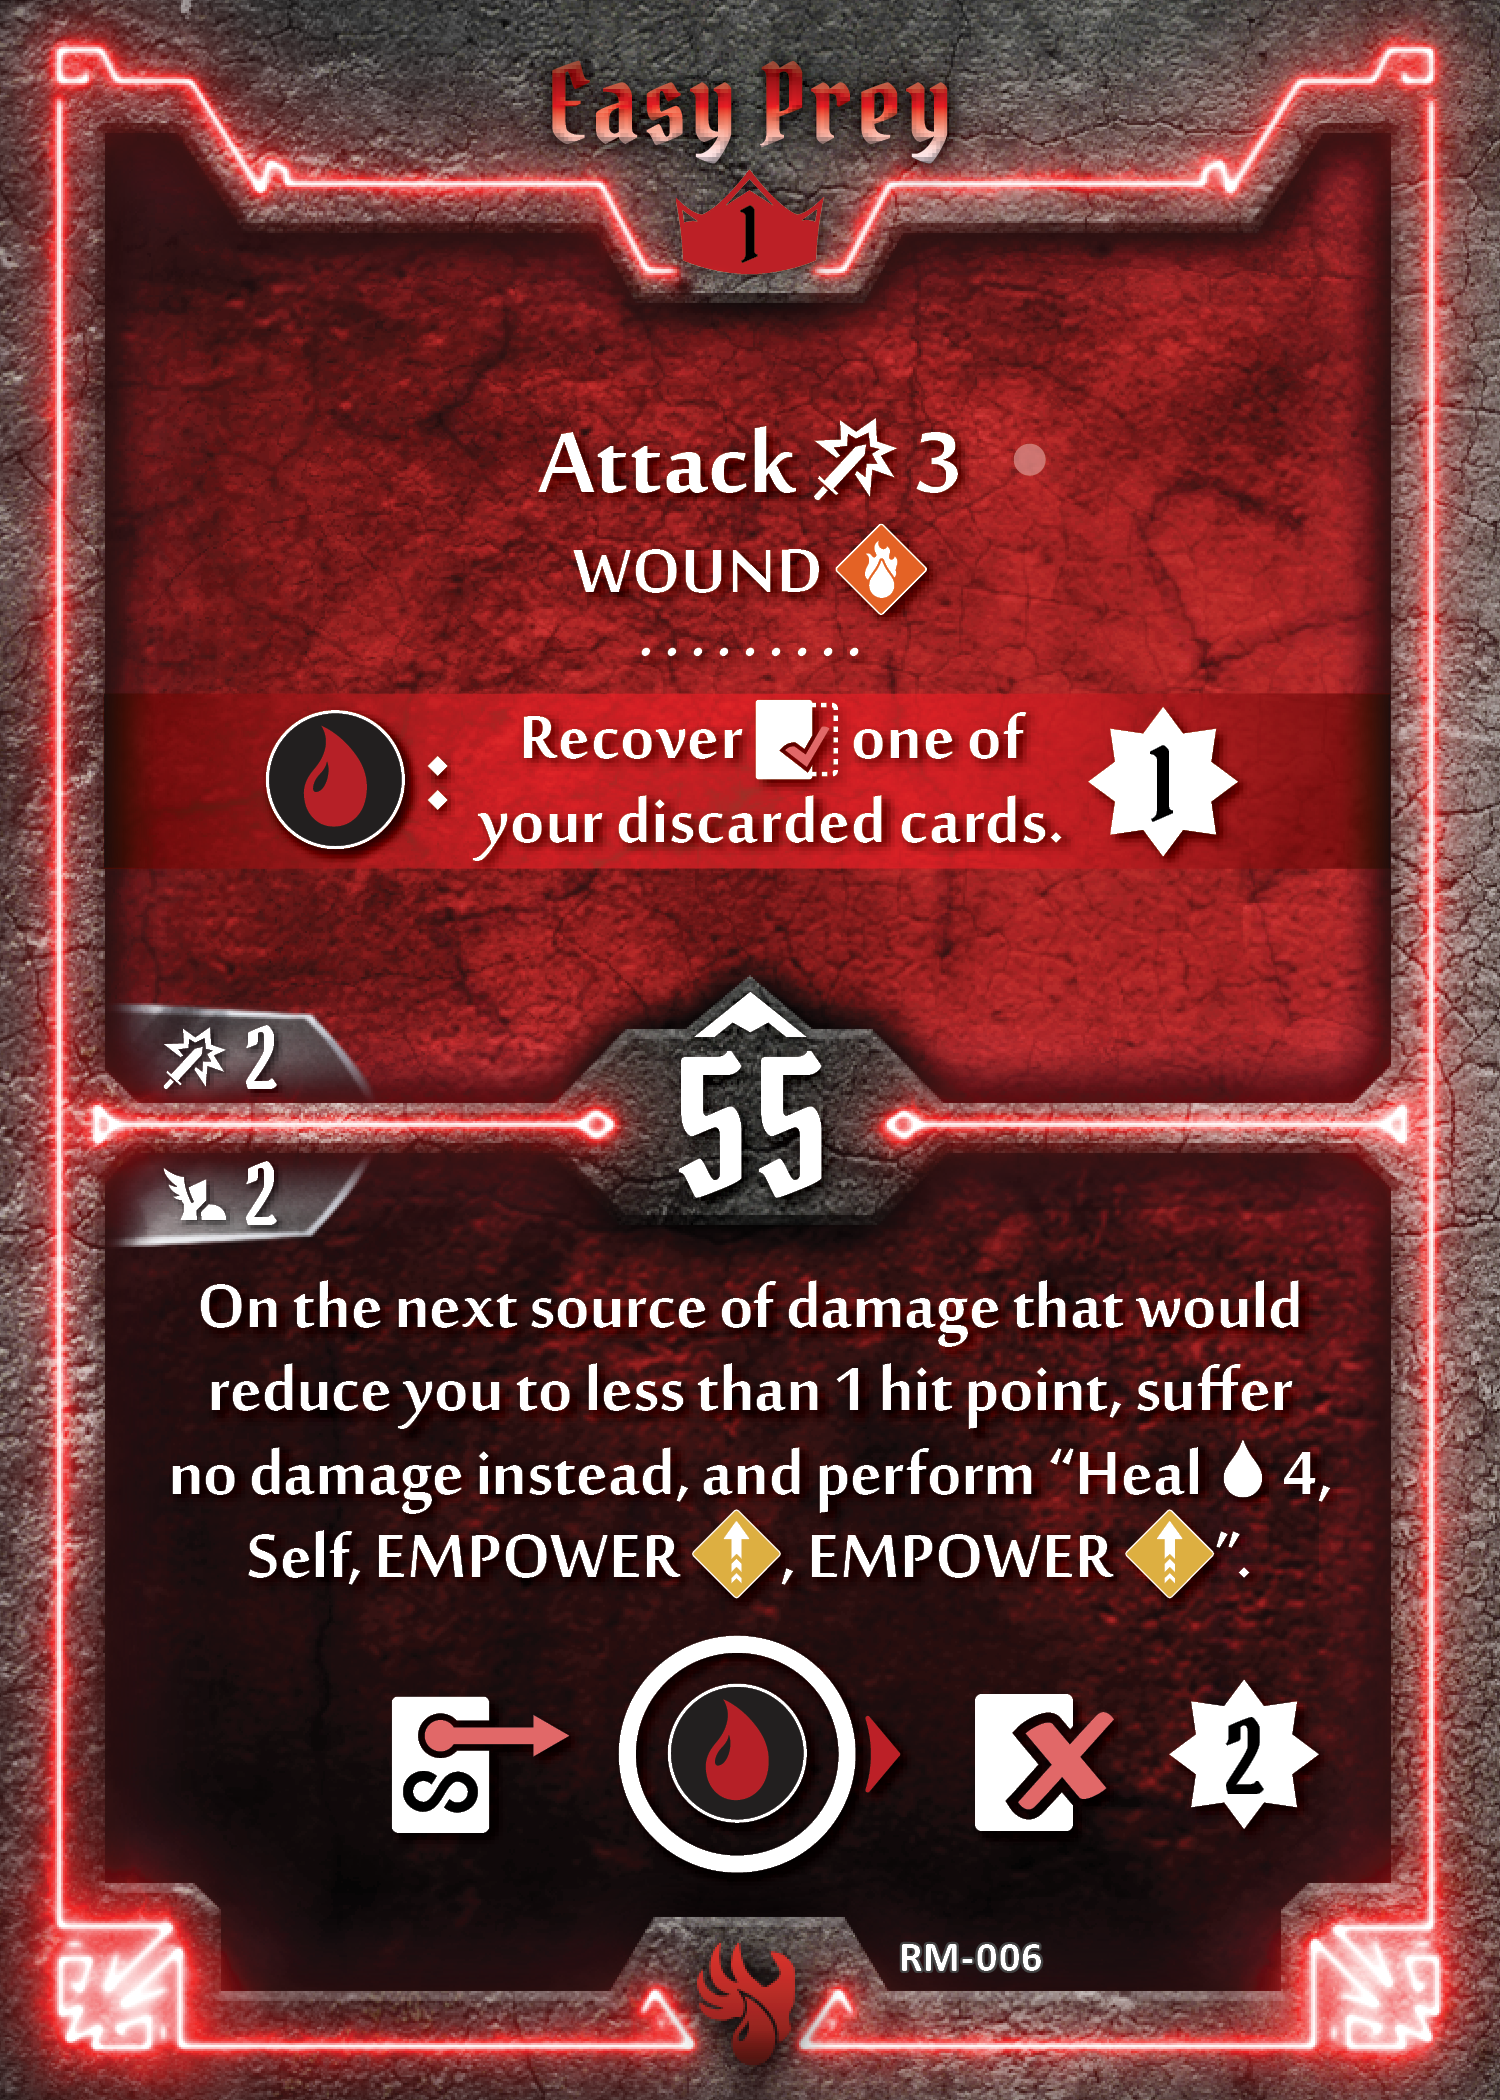 Easy Prey
1
Attack 3
WOUND
.........
: Recover one of
your discarded cards.
1
2
55
2
On the next source of damage that would
reduce you to less than 1 hit point, suffer
no damage instead, and perform “Heal 4,
Self, EMPOWER , EMPOWER ”.
2
RM-006